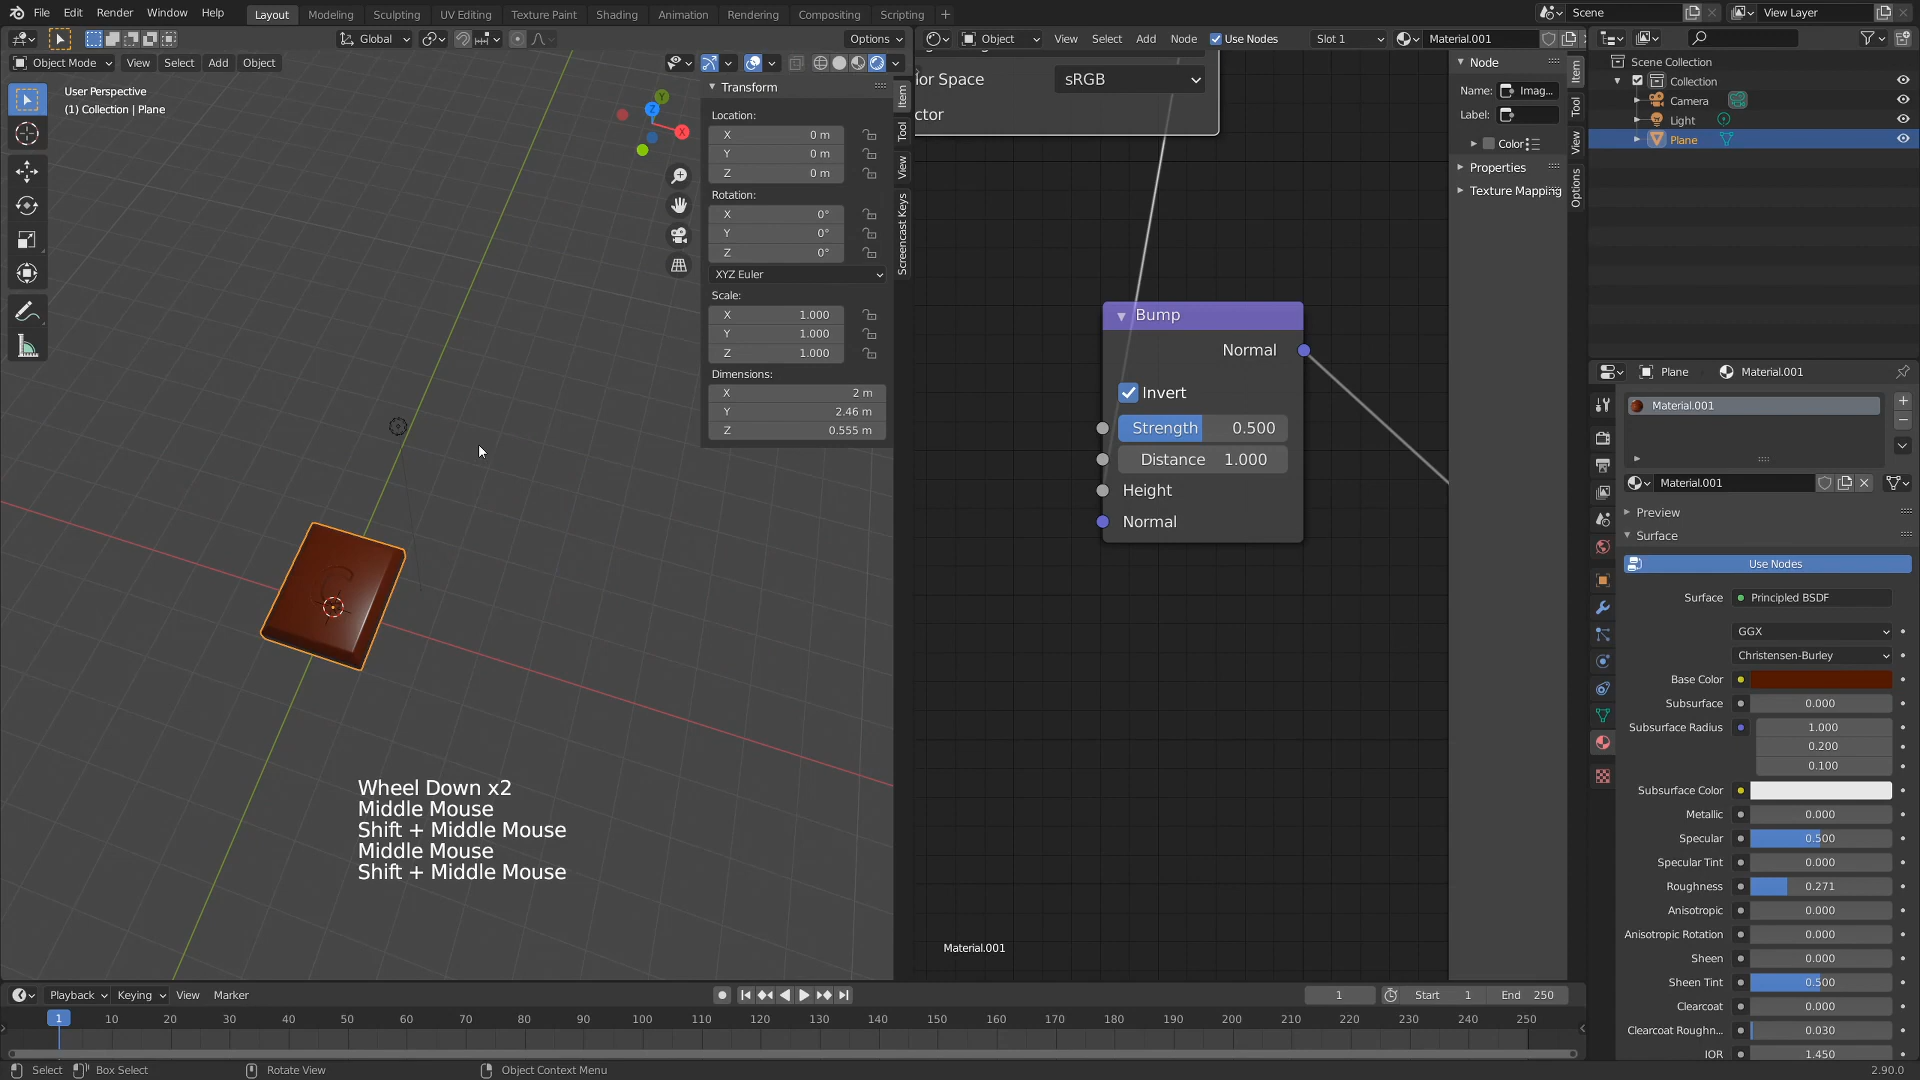 File Edit Render Window Help Layout Modeling Sculpting UV Editing Texture Paint Shading Animation Rendering Compositing Scripting + Scene View Layer
Global Options Object View Select Add Node Use Nodes Slot 1 Material.001
Object Mode View Select Add Object
User Perspective
(1) Collection | Plane
Z
Y
X
Transform
Location:
X 0 m
Y 0 m
Z 0 m
Rotation:
X 0°
Y 0°
Z 0°
XYZ Euler
Scale:
X 1.000
Y 1.000
Z 1.000
Dimensions:
X 2 m
Y 2.46 m
Z 0.555 m
Item
Tool
View
Screencast Keys
G
Wheel Down x2
Middle Mouse
Shift + Middle Mouse
Middle Mouse
Shift + Middle Mouse
or Space sRGB
ctor
Bump
Normal
Invert
Strength 0.500
Distance 1.000
Height
Normal
Material.001
Node
Name: Imag...
Label:
Color
Properties
Texture Mapping
Item
Tool
View
Options
Scene Collection
Collection
Camera
Light
Plane
Plane Material.001
Material.001
Material.001
Preview
Surface
Use Nodes
Surface Principled BSDF
GGX
Christensen-Burley
Base Color
Subsurface 0.000
Subsurface Radius 1.000
0.200
0.100
Subsurface Color
Metallic 0.000
Specular 0.500
Specular Tint 0.000
Roughness 0.271
Anisotropic 0.000
Anisotropic Rotation 0.000
Sheen 0.000
Sheen Tint 0.500
Clearcoat 0.000
Clearcoat Roughn... 0.030
IOR 1.450
Playback Keying View Marker 1 Start 1 End 250
1 10 20 30 40 50 60 70 80 90 100 110 120 130 140 150 160 170 180 190 200 210 220 230 240 250
Select Box Select Rotate View Object Context Menu 2.90.0